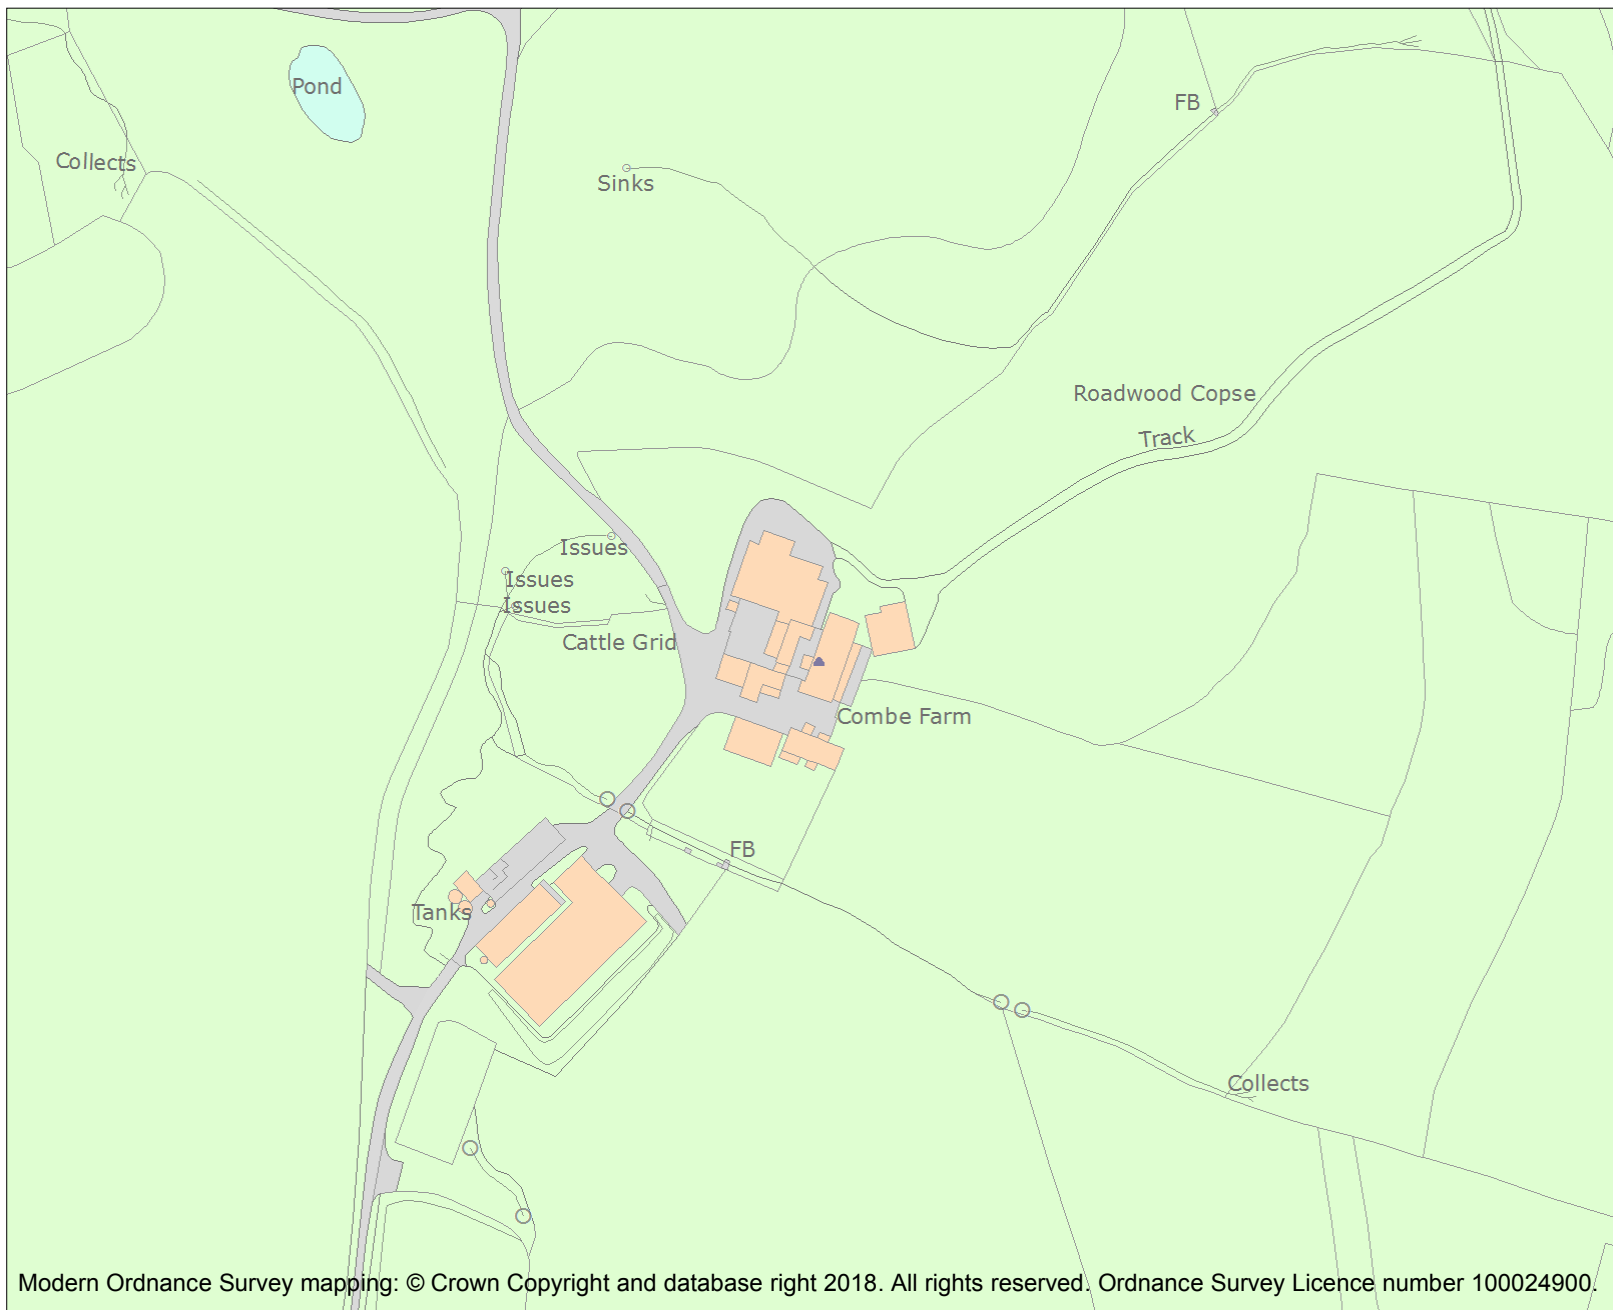 Pond
FB
Collects
Sinks
Roadwood Copse
Track
Issues
Issues
Issues
Cattle Grid
Combe Farm
FB
Tanks
Collects
Modern Ordnance Survey mapping: © Crown Copyright and database right 2018. All rights reserved. Ordnance Survey Licence number 100024900.